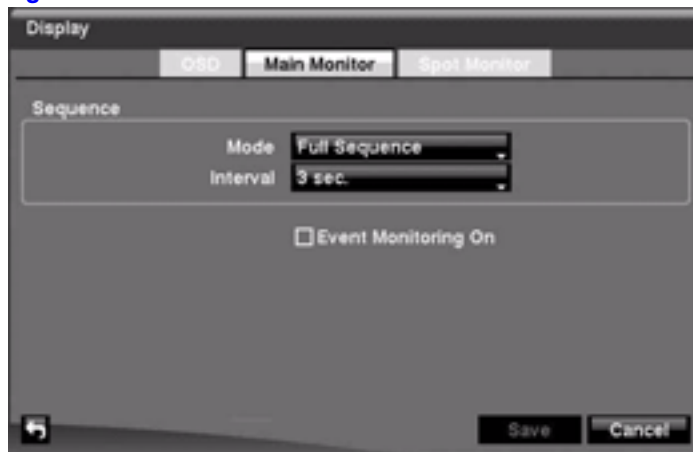 Display
OSD Main Monitor Spot Monitor
Sequence
Mode Full Sequence
Interval 3 sec.
Event Monitoring On
Save Cancel